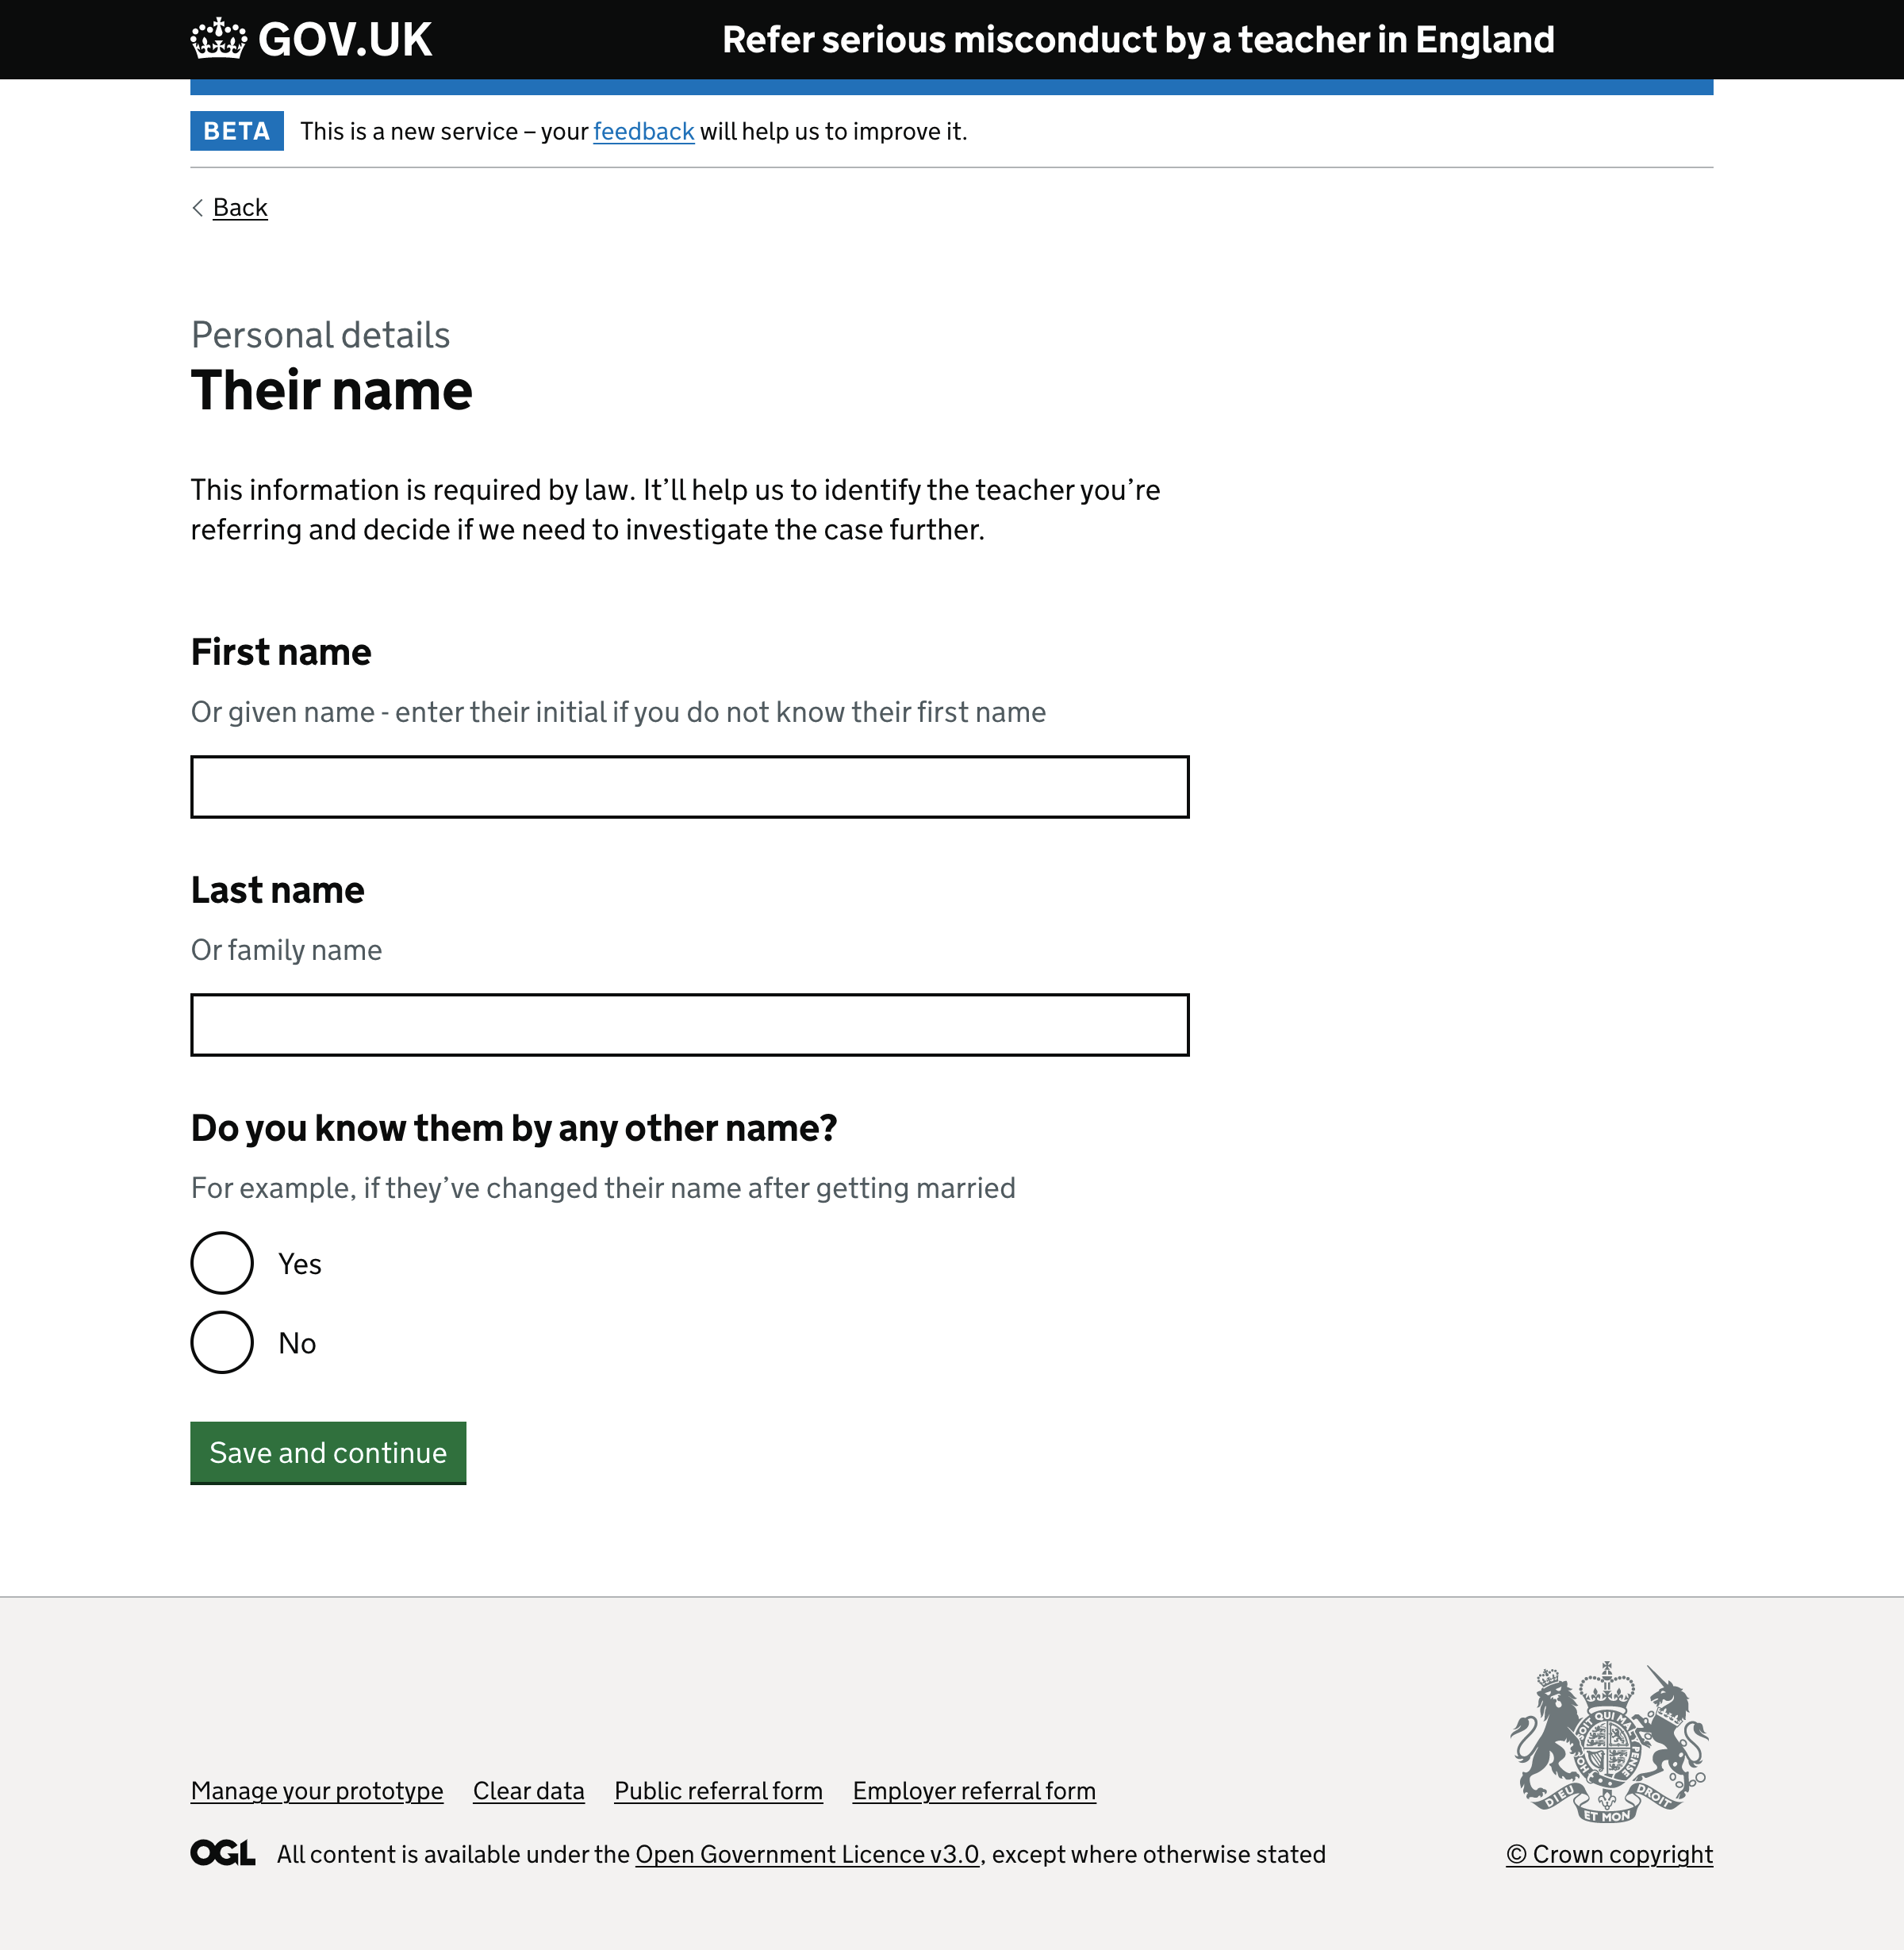 GOV.UK
Refer serious misconduct by a teacher in England
BETA
This is a new service – your feedback will help us to improve it.
Back
Personal details
Their name
This information is required by law. It’ll help us to identify the teacher you’re
referring and decide if we need to investigate the case further.
First name
Or given name - enter their initial if you do not know their first name
Last name
Or family name
Do you know them by any other name?
For example, if they’ve changed their name after getting married
Yes
No
Save and continue
Manage your prototype
Clear data
Public referral form
Employer referral form
OGL
All content is available under the Open Government Licence v3.0, except where otherwise stated
DIEU ET MON DROIT
© Crown copyright